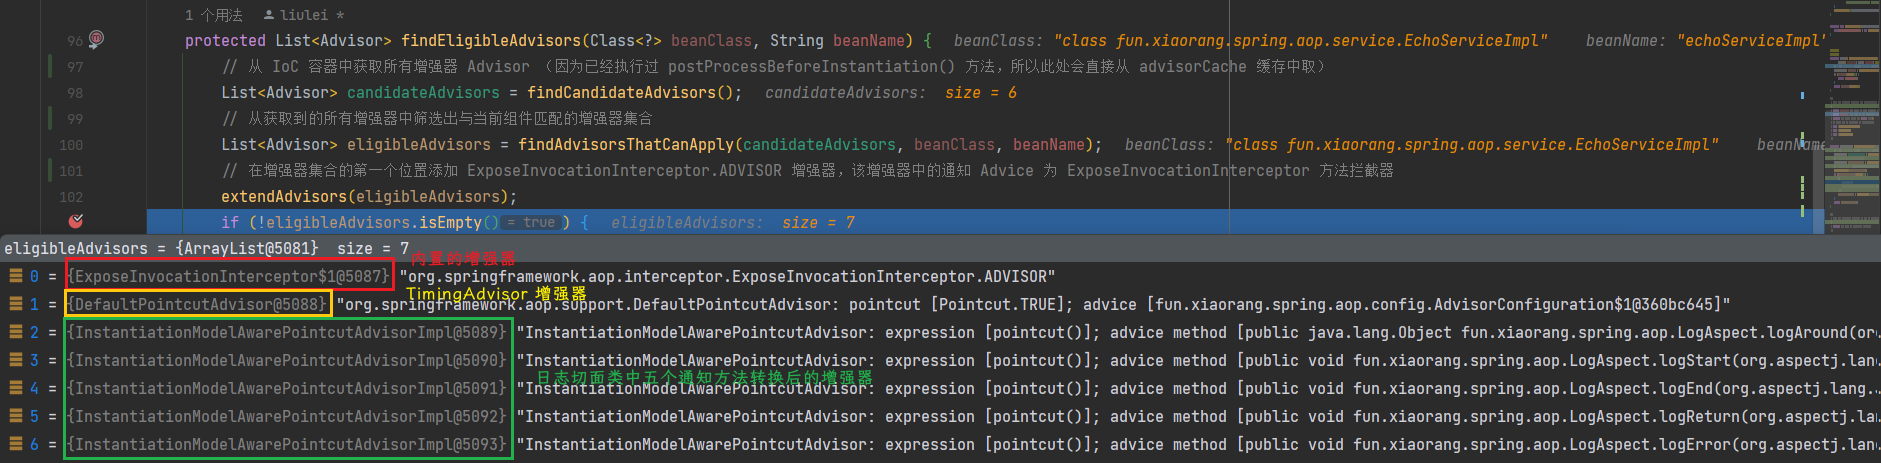 1 个用法 liulei *
96 protected List<Advisor> findEligibleAdvisors(Class<?> beanClass, String beanName) { beanClass: "class fun.xiaorang.spring.aop.service.EchoServiceImpl" beanName: "echoServiceImpl"
97 // 从 IoC 容器中获取所有增强器 Advisor （因为已经执行过 postProcessBeforeInstantiation() 方法，所以此处会直接从 advisorCache 缓存中取）
98 List<Advisor> candidateAdvisors = findCandidateAdvisors(); candidateAdvisors: size = 6
99 // 从获取到的所有增强器中筛选出与当前组件匹配的增强器集合
100 List<Advisor> eligibleAdvisors = findAdvisorsThatCanApply(candidateAdvisors, beanClass, beanName); beanClass: "class fun.xiaorang.spring.aop.service.EchoServiceImpl" beanName
101 // 在增强器集合的第一个位置添加 ExposeInvocationInterceptor.ADVISOR 增强器，该增强器中的通知 Advice 为 ExposeInvocationInterceptor 方法拦截器
102 extendAdvisors(eligibleAdvisors);
if (!eligibleAdvisors.isEmpty() = true ) { eligibleAdvisors: size = 7
eligibleAdvisors = {ArrayList@5081} size = 7
内置的增强器
0 = {ExposeInvocationInterceptor$1@5087} "org.springframework.aop.interceptor.ExposeInvocationInterceptor.ADVISOR"
TimingAdvisor 增强器
1 = {DefaultPointcutAdvisor@5088} "org.springframework.aop.support.DefaultPointcutAdvisor: pointcut [Pointcut.TRUE]; advice [fun.xiaorang.spring.aop.config.AdvisorConfiguration$1@360bc645]"
2 = {InstantiationModelAwarePointcutAdvisorImpl@5089} "InstantiationModelAwarePointcutAdvisor: expression [pointcut()]; advice method [public java.lang.Object fun.xiaorang.spring.aop.LogAspect.logAround(or
3 = {InstantiationModelAwarePointcutAdvisorImpl@5090} "InstantiationModelAwarePointcutAdvisor: expression [pointcut()]; advice method [public void fun.xiaorang.spring.aop.LogAspect.logStart(org.aspectj.lang.
日志切面类中五个通知方法转换后的增强器
4 = {InstantiationModelAwarePointcutAdvisorImpl@5091} "InstantiationModelAwarePointcutAdvisor: expression [pointcut()]; advice method [public void fun.xiaorang.spring.aop.LogAspect.logEnd(org.aspectj.lang.
5 = {InstantiationModelAwarePointcutAdvisorImpl@5092} "InstantiationModelAwarePointcutAdvisor: expression [pointcut()]; advice method [public void fun.xiaorang.spring.aop.LogAspect.logReturn(org.aspectj.la
6 = {InstantiationModelAwarePointcutAdvisorImpl@5093} "InstantiationModelAwarePointcutAdvisor: expression [pointcut()]; advice method [public void fun.xiaorang.spring.aop.LogAspect.logError(org.aspectj.lan